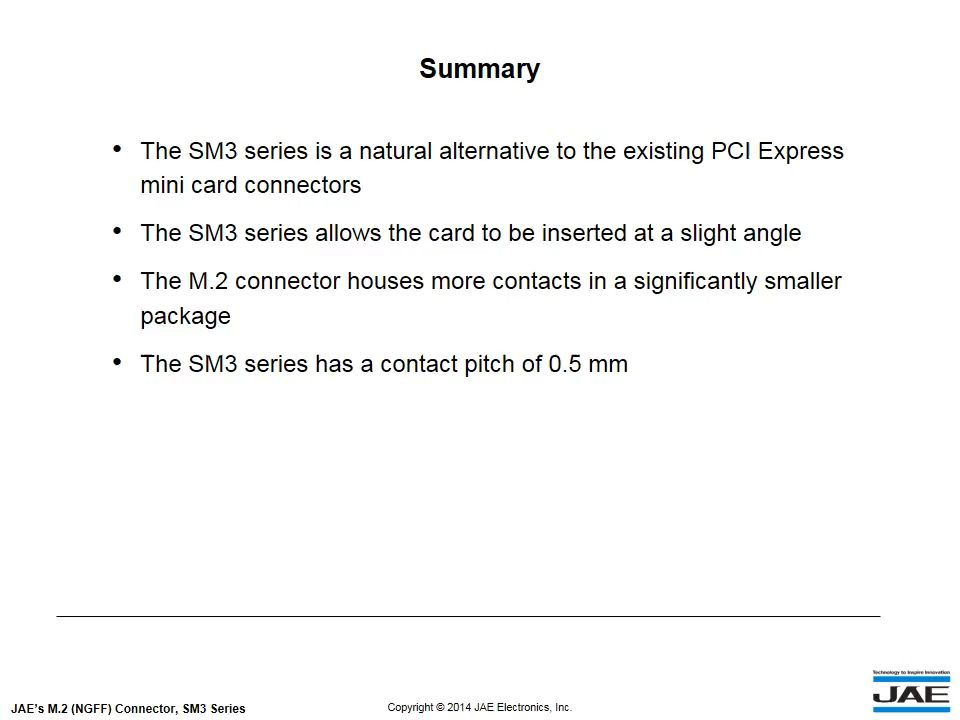 Summary
• The SM3 series is a natural alternative to the existing PCI Express
mini card connectors
• The SM3 series allows the card to be inserted at a slight angle
• The M.2 connector houses more contacts in a significantly smaller
package
• The SM3 series has a contact pitch of 0.5 mm
Technology to Inspire Innovation
JAE
JAE's M.2 (NGFF) Connector, SM3 Series
Copyright © 2014 JAE Electronics, Inc.